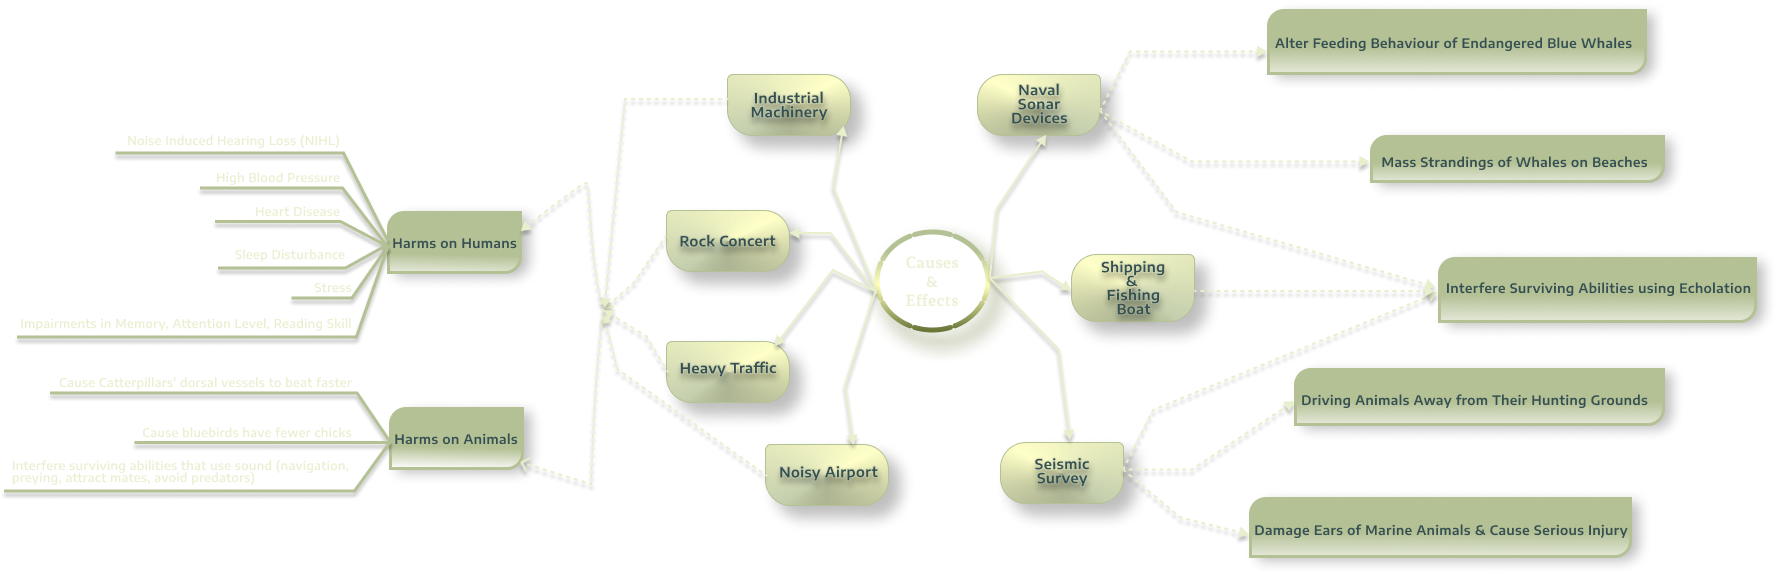 Causes
&
Effects
Industrial
Machinery
Rock Concert
Heavy Traffic
Noisy Airport
Harms on Humans
Noise Induced Hearing Loss (NIHL)
High Blood Pressure
Heart Disease
Sleep Disturbance
Stress
Impairments in Memory, Attention Level, Reading Skill
Harms on Animals
Cause Catterpillars' dorsal vessels to beat faster
Cause bluebirds have fewer chicks
Interfere surviving abilities that use sound (navigation,
preying, attract mates, avoid predators)
Naval
Sonar
Devices
Shipping
&
Fishing
Boat
Seismic
Survey
Alter Feeding Behaviour of Endangered Blue Whales
Mass Strandings of Whales on Beaches
Interfere Surviving Abilities using Echolation
Driving Animals Away from Their Hunting Grounds
Damage Ears of Marine Animals & Cause Serious Injury